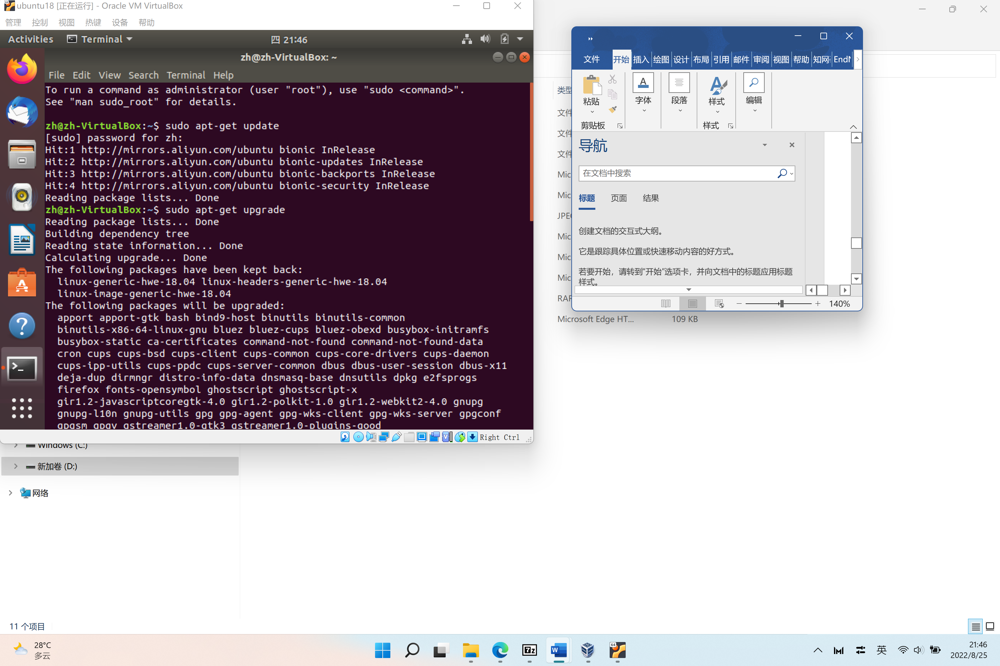 ubuntu18 [正在运行] - Oracle VM VirtualBox
管理 控制 视图 热键 设备 帮助
Activities Terminal 四 21:46
zh@zh-VirtualBox: ~
File Edit View Search Terminal Help
To run a command as administrator (user "root"), use "sudo <command>".
See "man sudo_root" for details.
zh@zh-VirtualBox:~$ sudo apt-get update
[sudo] password for zh:
Hit:1 http://mirrors.aliyun.com/ubuntu bionic InRelease
Hit:2 http://mirrors.aliyun.com/ubuntu bionic-updates InRelease
Hit:3 http://mirrors.aliyun.com/ubuntu bionic-backports InRelease
Hit:4 http://mirrors.aliyun.com/ubuntu bionic-security InRelease
Reading package lists... Done
zh@zh-VirtualBox:~$ sudo apt-get upgrade
Reading package lists... Done
Building dependency tree
Reading state information... Done
Calculating upgrade... Done
The following packages have been kept back:
linux-generic-hwe-18.04 linux-headers-generic-hwe-18.04
linux-image-generic-hwe-18.04
The following packages will be upgraded:
apport apport-gtk bash bind9-host binutils binutils-common
binutils-x86-64-linux-gnu bluez bluez-cups bluez-obexd busybox-initramfs
busybox-static ca-certificates command-not-found command-not-found-data
cron cups cups-bsd cups-client cups-common cups-core-drivers cups-daemon
cups-ipp-utils cups-ppdc cups-server-common dbus dbus-user-session dbus-x11
deja-dup dirmngr distro-info-data dnsmasq-base dnsutils dpkg e2fsprogs
firefox fonts-opensymbol ghostscript ghostscript-x
gir1.2-javascriptcoregtk-4.0 gir1.2-polkit-1.0 gir1.2-webkit2-4.0 gnupg
gnupg-l10n gnupg-utils gpg gpg-agent gpg-wks-client gpg-wks-server gpgconf
gpgsm gpgv gstreamer1.0-gtk3 gstreamer1.0-plugins-good
Right Ctrl
Windows (C:)
新加卷 (D:)
网络
11 个项目
类型
文件
文件
文件
Mic
Mic
JPE
Mic
Mic
Mic
RAR
Microsoft Edge HT... 109 KB
文件 开始 插入 绘图 设计 布局 引用 邮件 审阅 视图 帮助 知网 End
粘贴 字体 段落 样式 编辑
剪贴板 样式
导航
在文档中搜索
标题 页面 结果
创建文档的交互式大纲。
它是跟踪具体位置或快速移动内容的好方式。
若要开始，请转到“开始”选项卡，并向文档中的标题应用标题
样式。
140%
28°C
多云
7z
W
64
英
21:46
2022/8/25